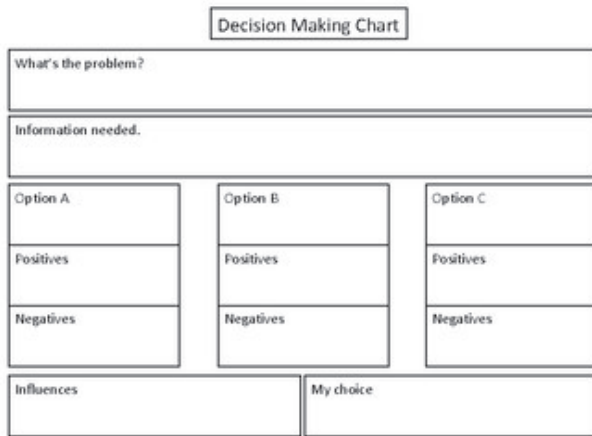 Decision Making Chart
What's the problem?
Information needed.
Option A
Option B
Option C
Positives
Positives
Positives
Negatives
Negatives
Negatives
Influences
My choice